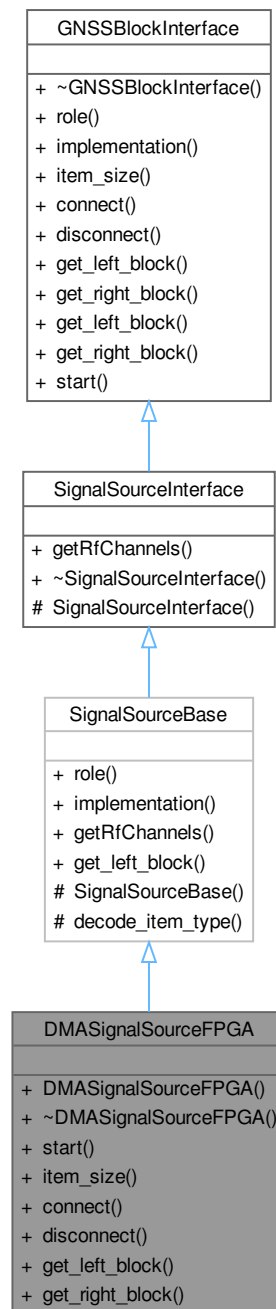 GNSSBlockInterface
+ ~GNSSBlockInterface()
+ role()
+ implementation()
+ item_size()
+ connect()
+ disconnect()
+ get_left_block()
+ get_right_block()
+ get_left_block()
+ get_right_block()
+ start()
SignalSourceInterface
+ getRfChannels()
+ ~SignalSourceInterface()
# SignalSourceInterface()
SignalSourceBase
+ role()
+ implementation()
+ getRfChannels()
+ get_left_block()
# SignalSourceBase()
# decode_item_type()
DMASignalSourceFPGA
+ DMASignalSourceFPGA()
+ ~DMASignalSourceFPGA()
+ start()
+ item_size()
+ connect()
+ disconnect()
+ get_left_block()
+ get_right_block()